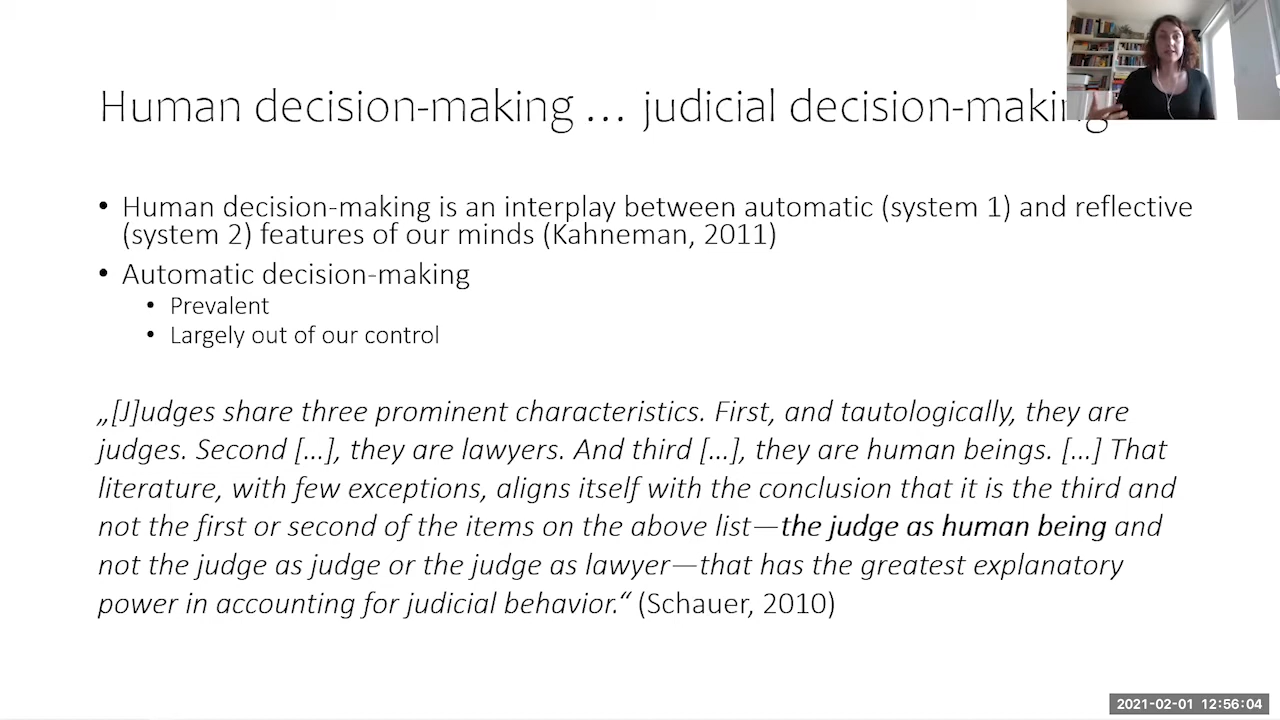 Human decision-making … judicial decision-making
• Human decision-making is an interplay between automatic (system 1) and reflective
(system 2) features of our minds (Kahneman, 2011)
• Automatic decision-making
• Prevalent
• Largely out of our control
„[J]udges share three prominent characteristics. First, and tautologically, they are
judges. Second […], they are lawyers. And third […], they are human beings. […] That
literature, with few exceptions, aligns itself with the conclusion that it is the third and
not the first or second of the items on the above list—the judge as human being and
not the judge as judge or the judge as lawyer—that has the greatest explanatory
power in accounting for judicial behavior.“ (Schauer, 2010)
2021-02-01 12:56:04